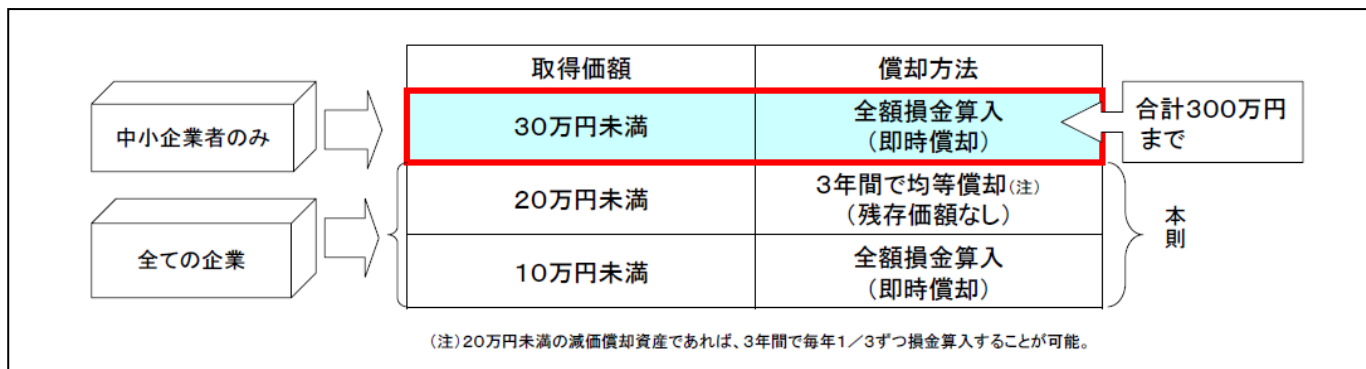 取得価額
償却方法
中小企業者のみ
30万円未満
全額損金算入
(即時償却)
合計300万円
まで
全ての企業
20万円未満
3年間で均等償却(注)
(残存価額なし)
10万円未満
全額損金算入
(即時償却)
本則
(注)20万円未満の減価償却資産であれば、3年間で毎年1/3ずつ損金算入することが可能。